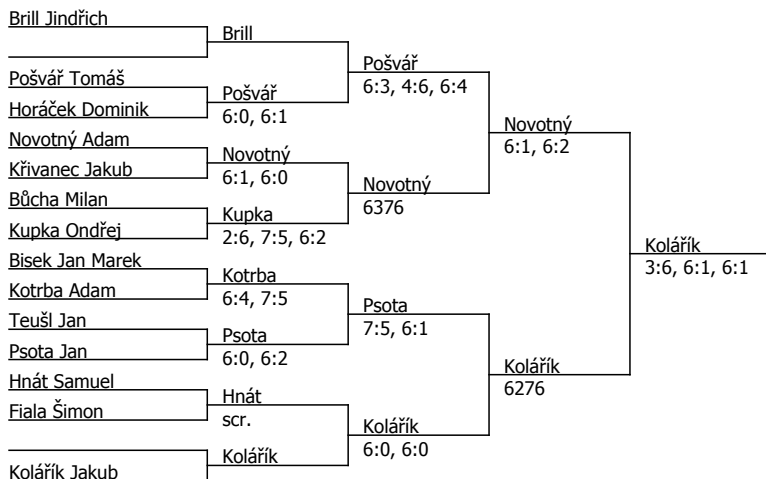 Brill Jindřich
Brill
Pošvář
6:3, 4:6, 6:4
Pošvář Tomáš
Pošvář
6:0, 6:1
Horáček Dominik
Novotný
6:1, 6:2
Novotný Adam
Novotný
6:1, 6:0
Křivanec Jakub
Novotný
6376
Bůcha Milan
Kupka
2:6, 7:5, 6:2
Kupka Ondřej
Kolářík
3:6, 6:1, 6:1
Bisek Jan Marek
Kotrba
6:4, 7:5
Kotrba Adam
Psota
7:5, 6:1
Teušl Jan
Psota
6:0, 6:2
Psota Jan
Kolářík
6276
Hnát Samuel
Hnát
scr.
Fiala Šimon
Kolářík
6:0, 6:0
Kolářík
Kolářík Jakub